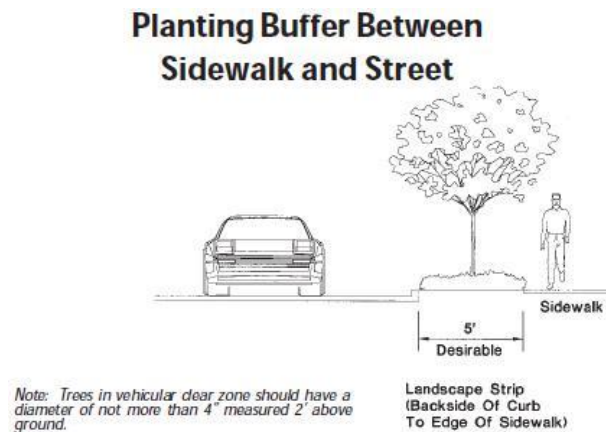 Planting Buffer Between
Sidewalk and Street
Sidewalk
5'
Desirable
Note: Trees in vehicular clear zone should have a
diameter of not more than 4" measured 2' above
ground.
Landscape Strip
(Backside Of Curb
To Edge Of Sidewalk)